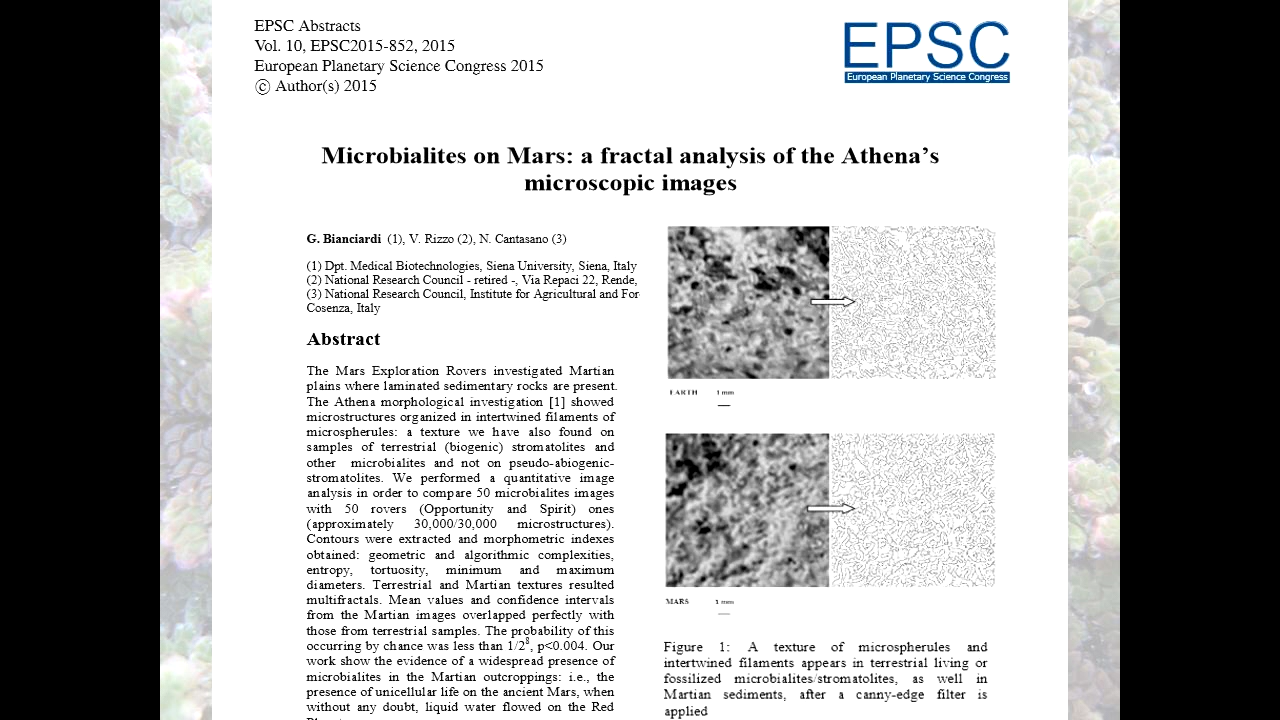 EPSC Abstracts
Vol. 10, EPSC2015-852, 2015
European Planetary Science Congress 2015
© Author(s) 2015
EPSC
European Planetary Science Congress
Microbialites on Mars: a fractal analysis of the Athena’s
microscopic images
G. Bianciardi (1), V. Rizzo (2), N. Cantasano (3)
(1) Dpt. Medical Biotechnologies, Siena University, Siena, Italy
(2) National Research Council - retired -, Via Repaci 22, Rende,
(3) National Research Council, Institute for Agricultural and For
Cosenza, Italy
Abstract
The Mars Exploration Rovers investigated Martian
plains where laminated sedimentary rocks are present.
The Athena morphological investigation [1] showed
microstructures organized in intertwined filaments of
microspherules: a texture we have also found on
samples of terrestrial (biogenic) stromatolites and
other microbialites and not on pseudo-abiogenic-
stromatolites. We performed a quantitative image
analysis in order to compare 50 microbialites images
with 50 rovers (Opportunity and Spirit) ones
(approximately 30,000/30,000 microstructures).
Contours were extracted and morphometric indexes
obtained: geometric and algorithmic complexities,
entropy, tortuosity, minimum and maximum
diameters. Terrestrial and Martian textures resulted
multifractals. Mean values and confidence intervals
from the Martian images overlapped perfectly with
those from terrestrial samples. The probability of this
occurring by chance was less than 1/2⁸, p<0.004. Our
work show the evidence of a widespread presence of
microbialites in the Martian outcroppings: i.e., the
presence of unicellular life on the ancient Mars, when
without any doubt, liquid water flowed on the Red
EARTH 1 mm
MARS 1 mm
Figure 1: A texture of microspherules and
intertwined filaments appears in terrestrial living or
fossilized microbialites/stromatolites, as well in
Martian sediments, after a canny-edge filter is
applied